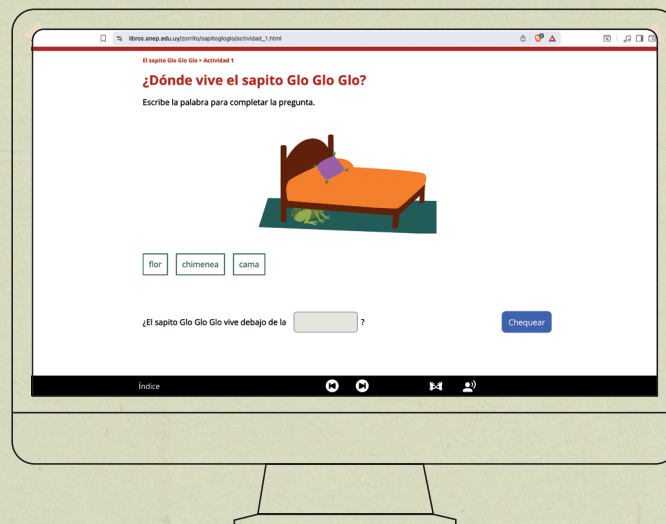 libros.anep.edu.uy/zorrito/sapitogloglo/actividad_1.html
El sapito Glo Glo Glo > Actividad 1
¿Dónde vive el sapito Glo Glo Glo?
Escribe la palabra para completar la pregunta.
flor chimenea cama
¿El sapito Glo Glo Glo vive debajo de la ?
Chequear
Índice